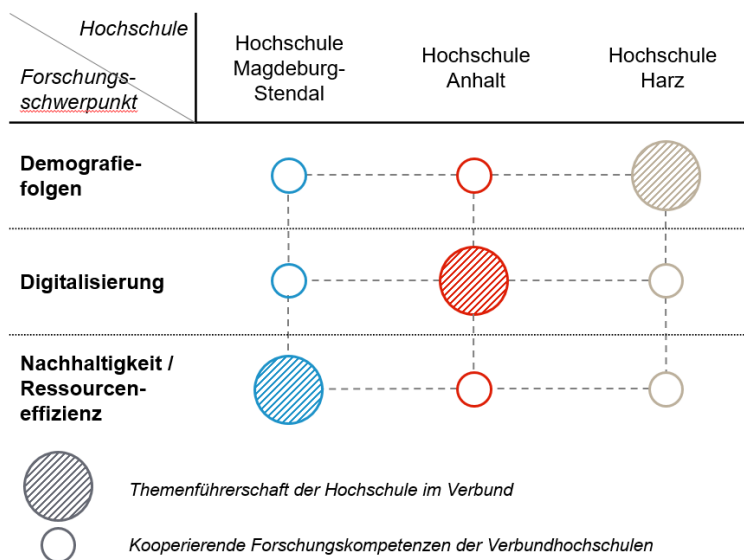 Hochschule
Forschungs-
schwerpunkt
Hochschule
Magdeburg-
Stendal
Hochschule
Anhalt
Hochschule
Harz
Demografie-
folgen
Digitalisierung
Nachhaltigkeit /
Ressourcen-
effizienz
Themenführerschaft der Hochschule im Verbund
Kooperierende Forschungskompetenzen der Verbundhochschulen